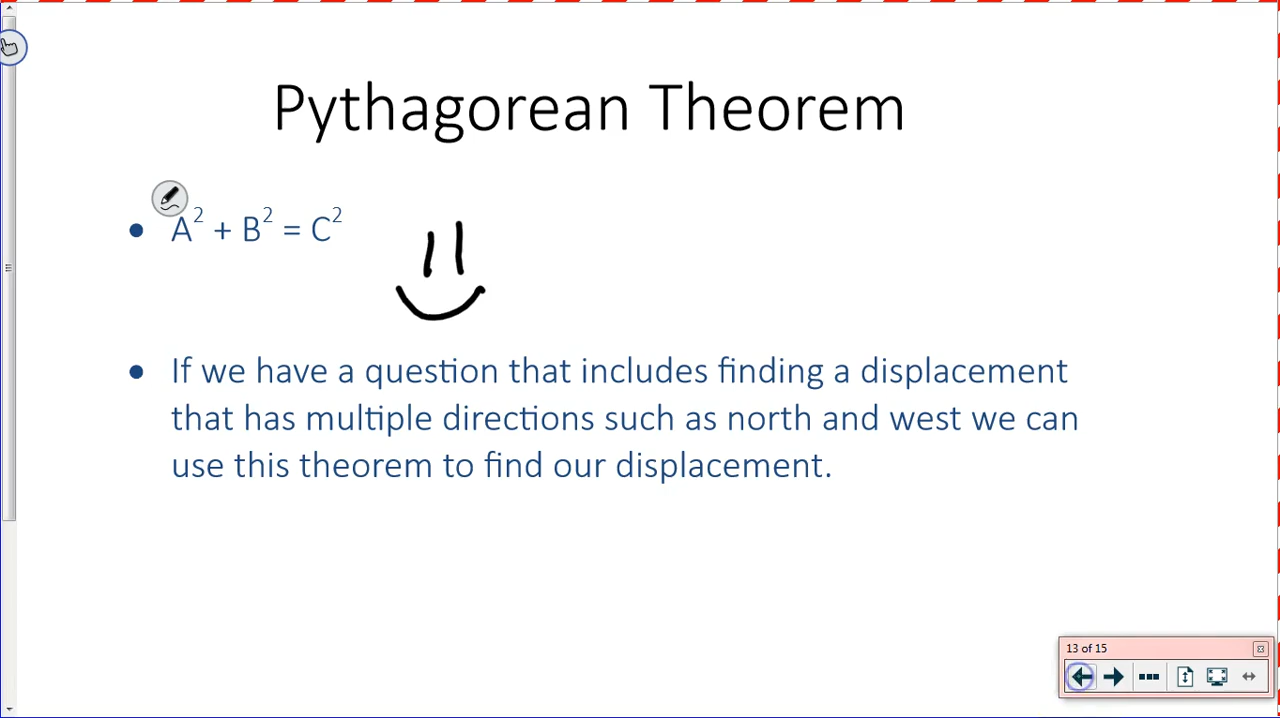 Pythagorean Theorem
• A² + B² = C²
• If we have a question that includes finding a displacement
that has multiple directions such as north and west we can
use this theorem to find our displacement.
13 of 15